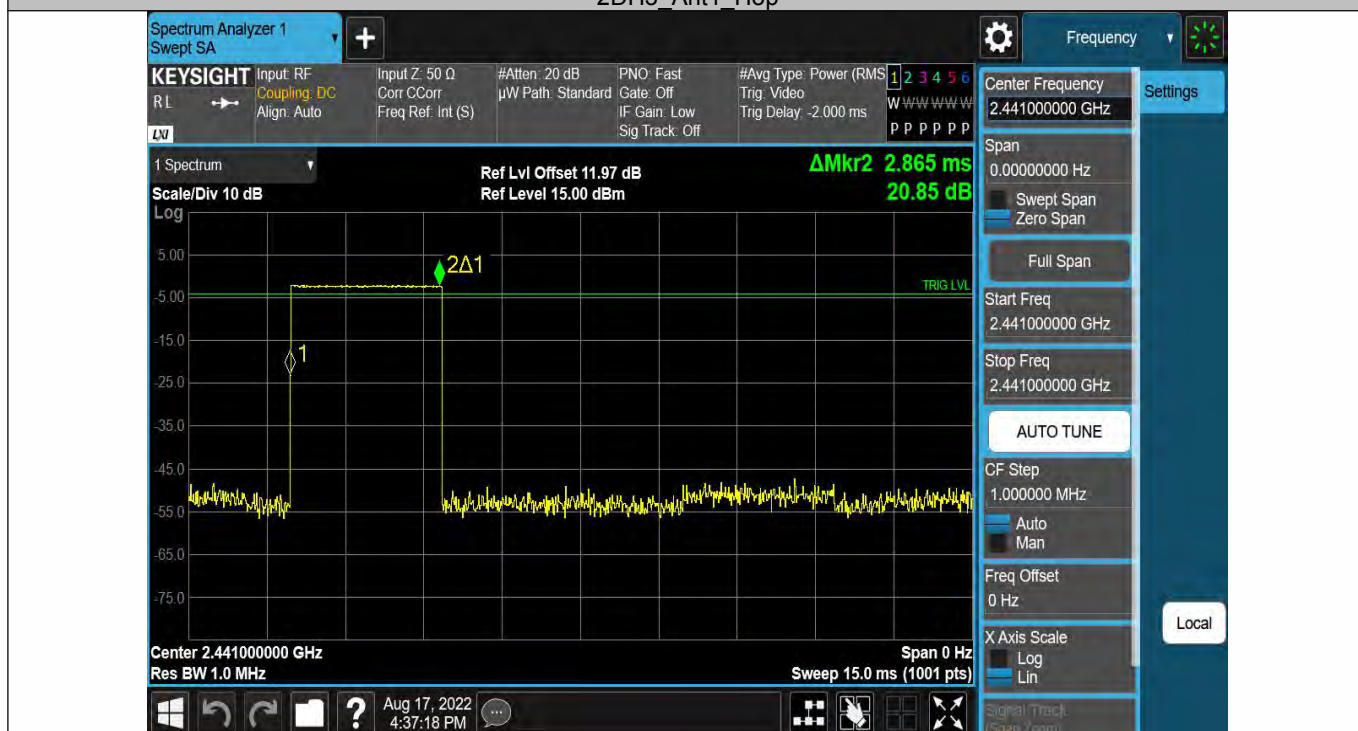 2DH5_Ant1_Hop
Spectrum Analyzer 1
Swept SA
+
Frequency
KEYSIGHT
RL
LXI
Input: RF
Coupling: DC
Align: Auto
Input Z: 50 Ω
Corr CCorr
Freq Ref: Int (S)
#Atten: 20 dB
µW Path: Standard
PNO: Fast
Gate: Off
IF Gain: Low
Sig Track: Off
#Avg Type: Power (RMS
Trig: Video
Trig Delay: -2.000 ms
1 2 3 4 5 6
W W W W W W
P P P P P P
1 Spectrum
Scale/Div 10 dB
Log
Ref Lvl Offset 11.97 dB
Ref Level 15.00 dBm
ΔMkr2 2.865 ms
20.85 dB
5.00
-5.00
-15.0
-25.0
-35.0
-45.0
-55.0
-65.0
-75.0
2Δ1
1
TRIG LVL
Center 2.441000000 GHz
Res BW 1.0 MHz
Span 0 Hz
Sweep 15.0 ms (1001 pts)
Center Frequency
2.441000000 GHz
Settings
Span
0.00000000 Hz
Swept Span
Zero Span
Full Span
Start Freq
2.441000000 GHz
Stop Freq
2.441000000 GHz
AUTO TUNE
CF Step
1.000000 MHz
Auto
Man
Freq Offset
0 Hz
X Axis Scale
Log
Lin
Local
Signal Track
(Span Zoom)
?
Aug 17, 2022
4:37:18 PM